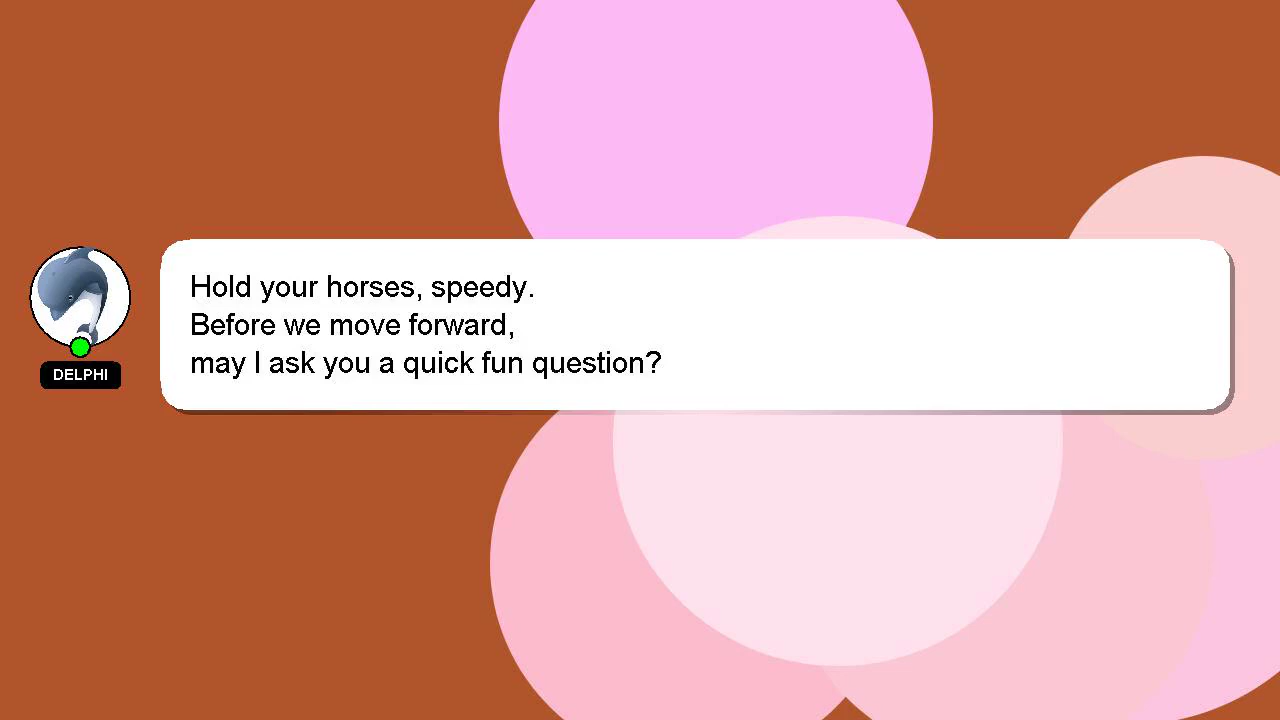 Hold your horses, speedy.
Before we move forward,
may I ask you a quick fun question?
DELPHI